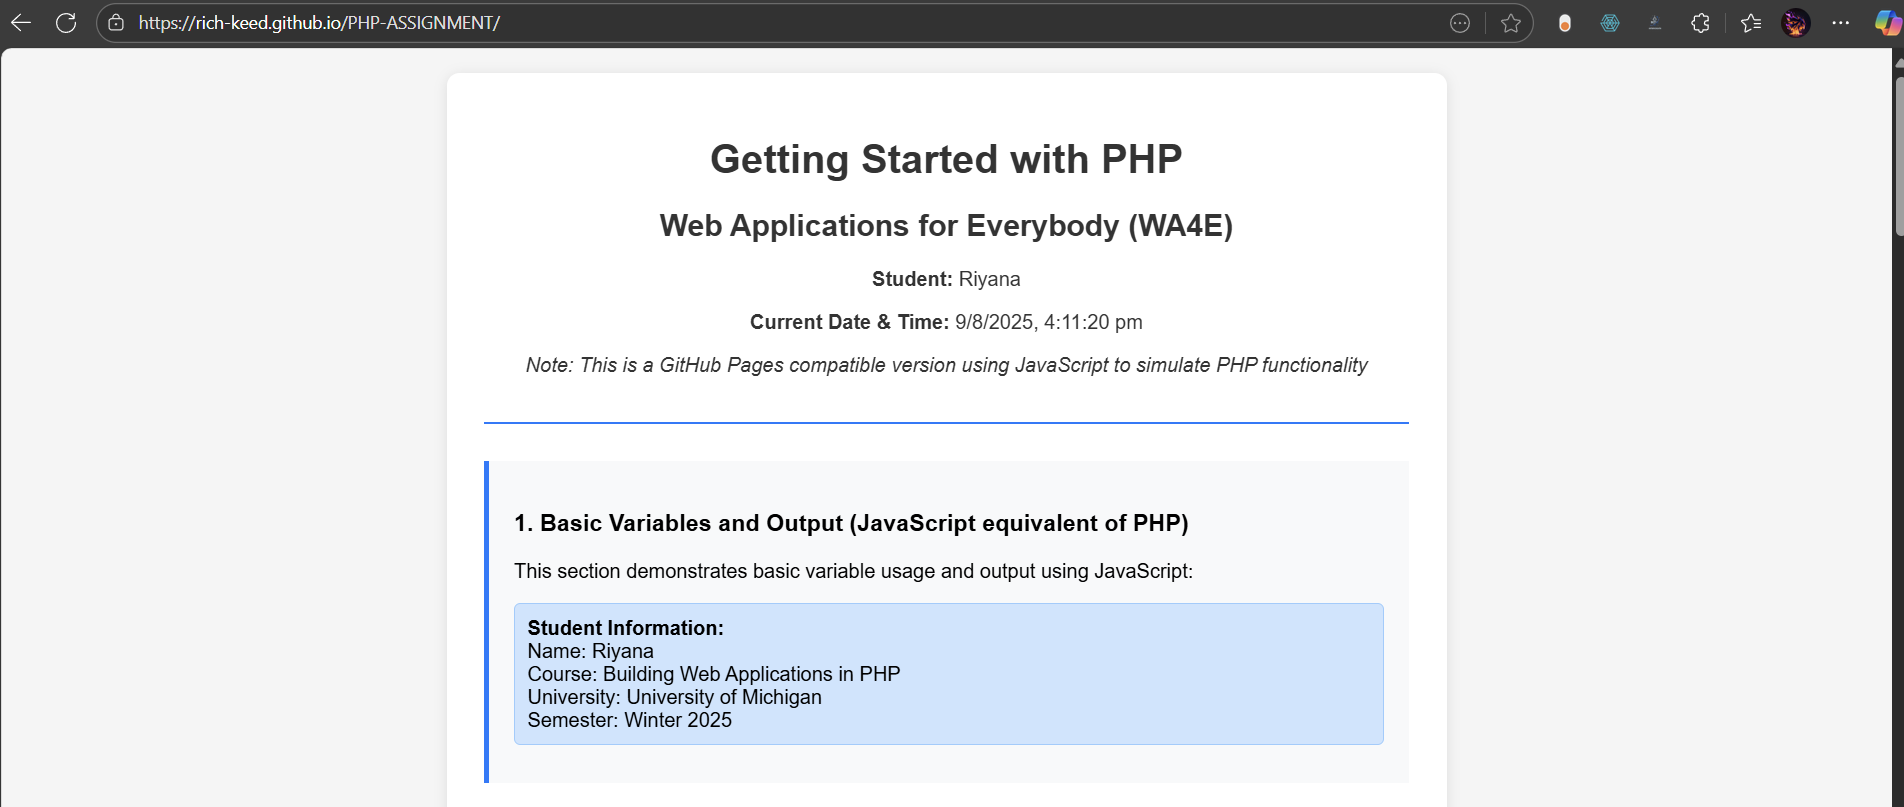 https://rich-keed.github.io/PHP-ASSIGNMENT/
Getting Started with PHP
Web Applications for Everybody (WA4E)
Student: Riyana
Current Date & Time: 9/8/2025, 4:11:20 pm
Note: This is a GitHub Pages compatible version using JavaScript to simulate PHP functionality
1. Basic Variables and Output (JavaScript equivalent of PHP)
This section demonstrates basic variable usage and output using JavaScript:
Student Information:
Name: Riyana
Course: Building Web Applications in PHP
University: University of Michigan
Semester: Winter 2025